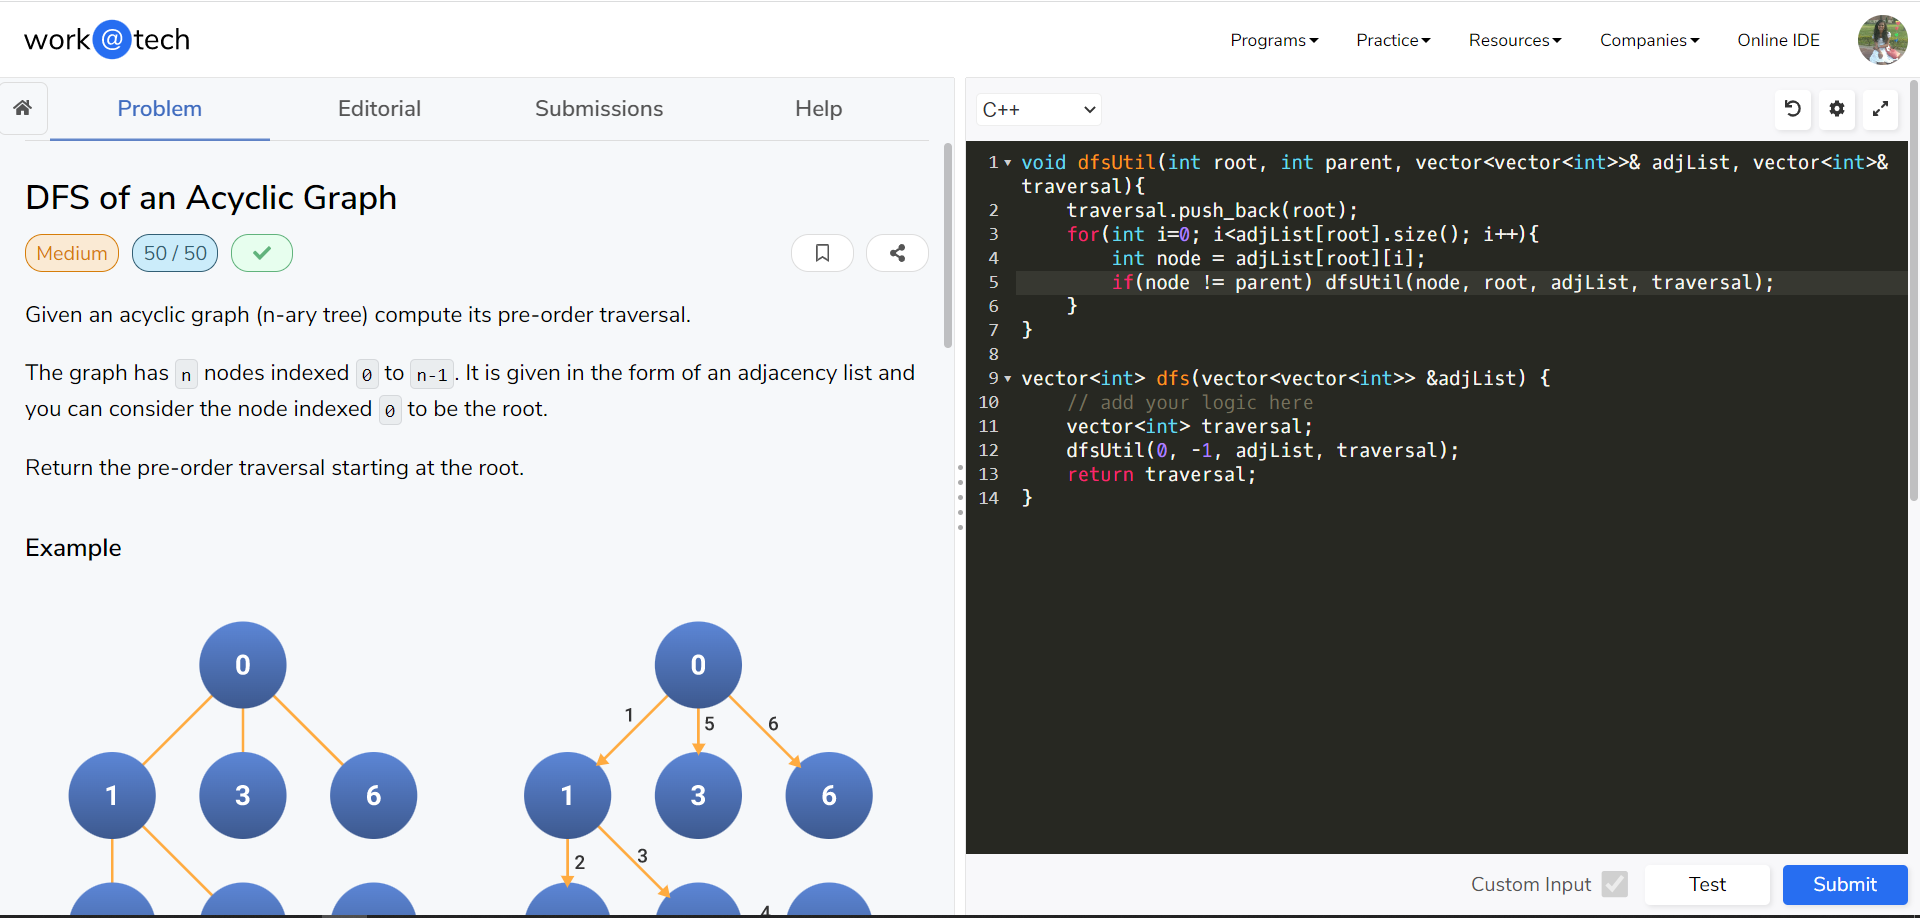 work@tech
Programs
Practice
Resources
Companies
Online IDE
Problem
Editorial
Submissions
Help
DFS of an Acyclic Graph
Medium
50 / 50
Given an acyclic graph (n-ary tree) compute its pre-order traversal.
The graph has n nodes indexed 0 to n-1. It is given in the form of an adjacency list and
you can consider the node indexed 0 to be the root.
Return the pre-order traversal starting at the root.
Example
0
1
3
6
0
1
5
6
1
3
6
2
3
4
C++
1 void dfsUtil(int root, int parent, vector<vector<int>>& adjList, vector<int>&
traversal){
2 traversal.push_back(root);
3 for(int i=0; i<adjList[root].size(); i++){
4 int node = adjList[root][i];
5 if(node != parent) dfsUtil(node, root, adjList, traversal);
6 }
7 }
8
9 vector<int> dfs(vector<vector<int>> &adjList) {
10 // add your logic here
11 vector<int> traversal;
12 dfsUtil(0, -1, adjList, traversal);
13 return traversal;
14 }
Custom Input
Test
Submit